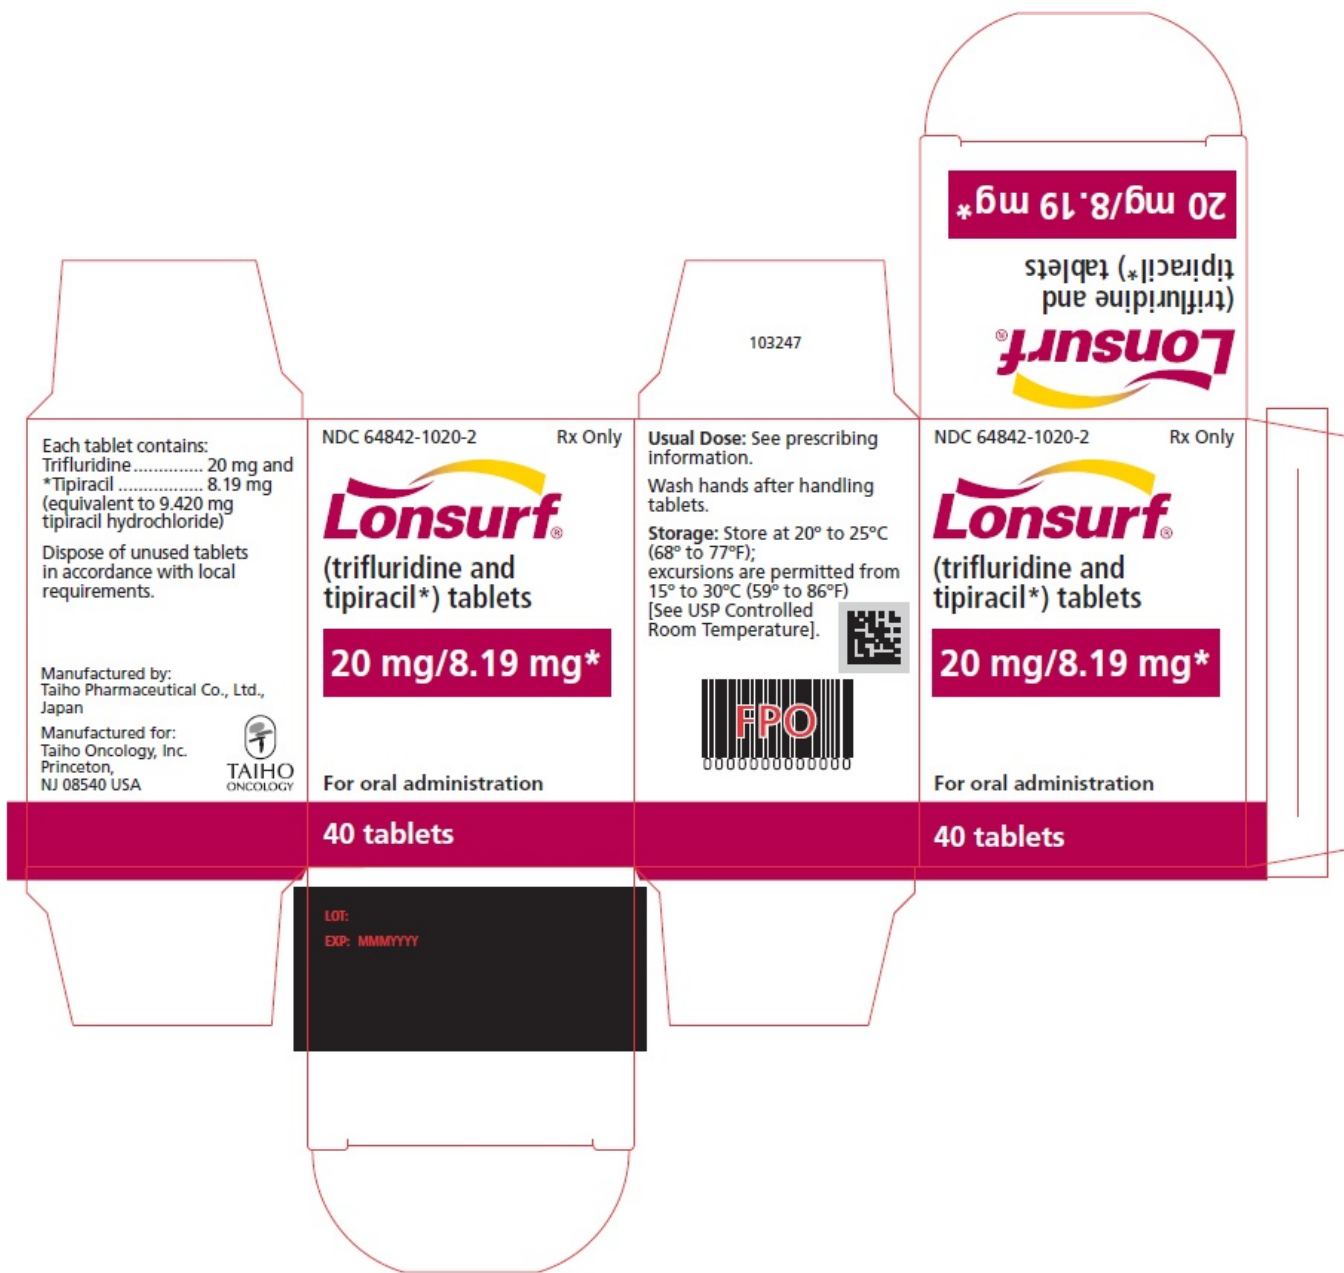 20 mg/8.19 mg*
(trifluridine and
tipiracil*) tablets
Lonsurf®
103247
Each tablet contains:
Trifluridine .............. 20 mg and
*Tipiracil ................. 8.19 mg
(equivalent to 9.420 mg
tipiracil hydrochloride)
Dispose of unused tablets
in accordance with local
requirements.
Manufactured by:
Taiho Pharmaceutical Co., Ltd.,
Japan
Manufactured for:
Taiho Oncology, Inc.
Princeton,
NJ 08540 USA
TAIHO
ONCOLOGY
NDC 64842-1020-2 Rx Only
Lonsurf®
(trifluridine and
tipiracil*) tablets
20 mg/8.19 mg*
For oral administration
40 tablets
Usual Dose: See prescribing
information.
Wash hands after handling
tablets.
Storage: Store at 20° to 25°C
(68° to 77°F);
excursions are permitted from
15° to 30°C (59° to 86°F)
[See USP Controlled
Room Temperature].
FPO
0000000000000
NDC 64842-1020-2 Rx Only
Lonsurf®
(trifluridine and
tipiracil*) tablets
20 mg/8.19 mg*
For oral administration
40 tablets
LOT:
EXP: MMMYYYY